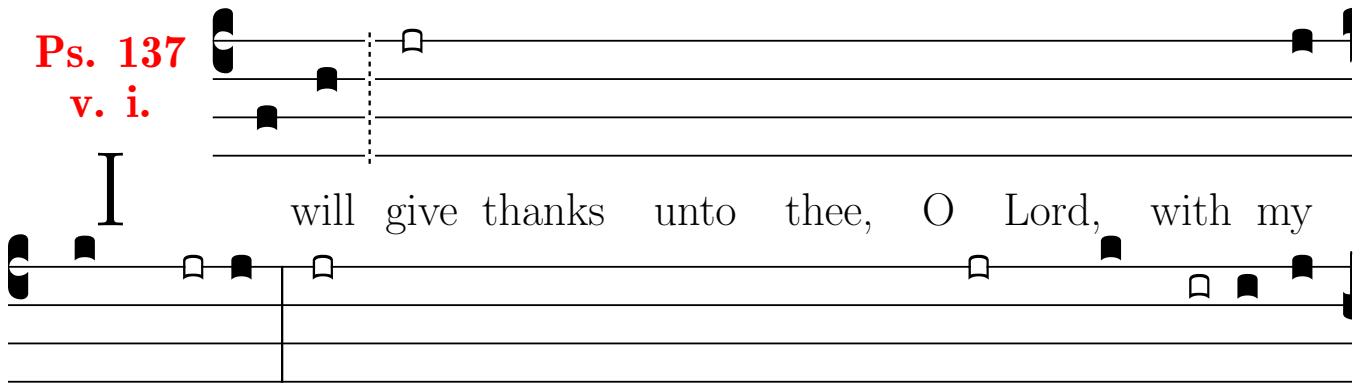 Ps. 137
v. i.
I will give thanks unto thee, O Lord, with my